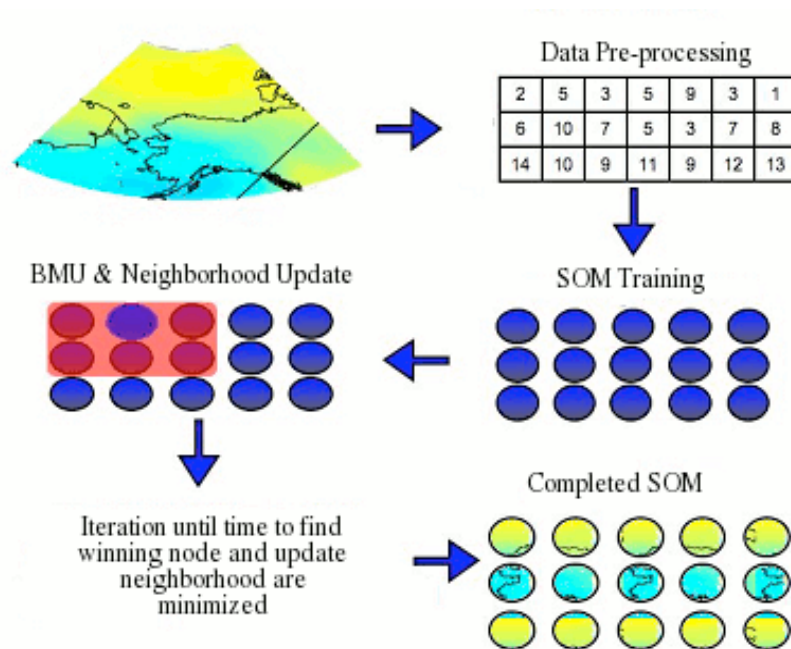 Data Pre-processing
2 5 3 5 9 3 1
6 10 7 5 3 7 8
14 10 9 11 9 12 13
BMU & Neighborhood Update
SOM Training
Iteration until time to find
winning node and update
neighborhood are
minimized
Completed SOM